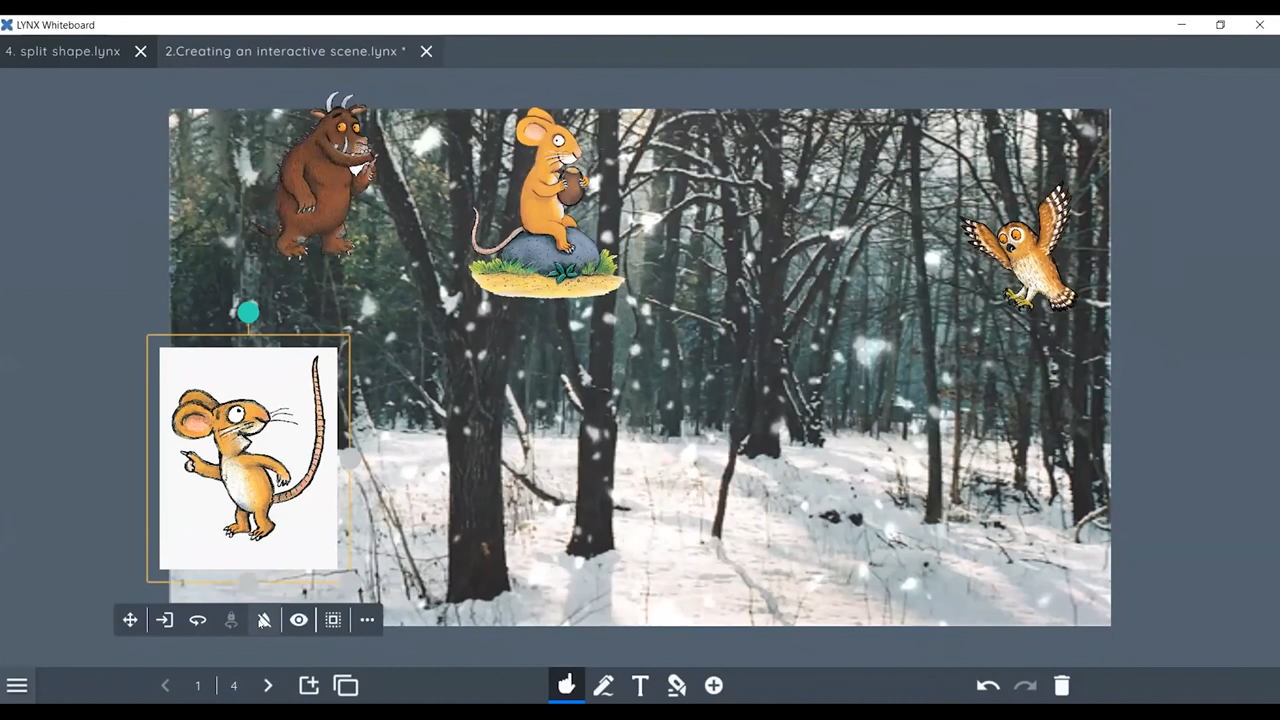 LYNX Whiteboard
4. split shape.lynx
2.Creating an interactive scene.lynx *
1
4
T